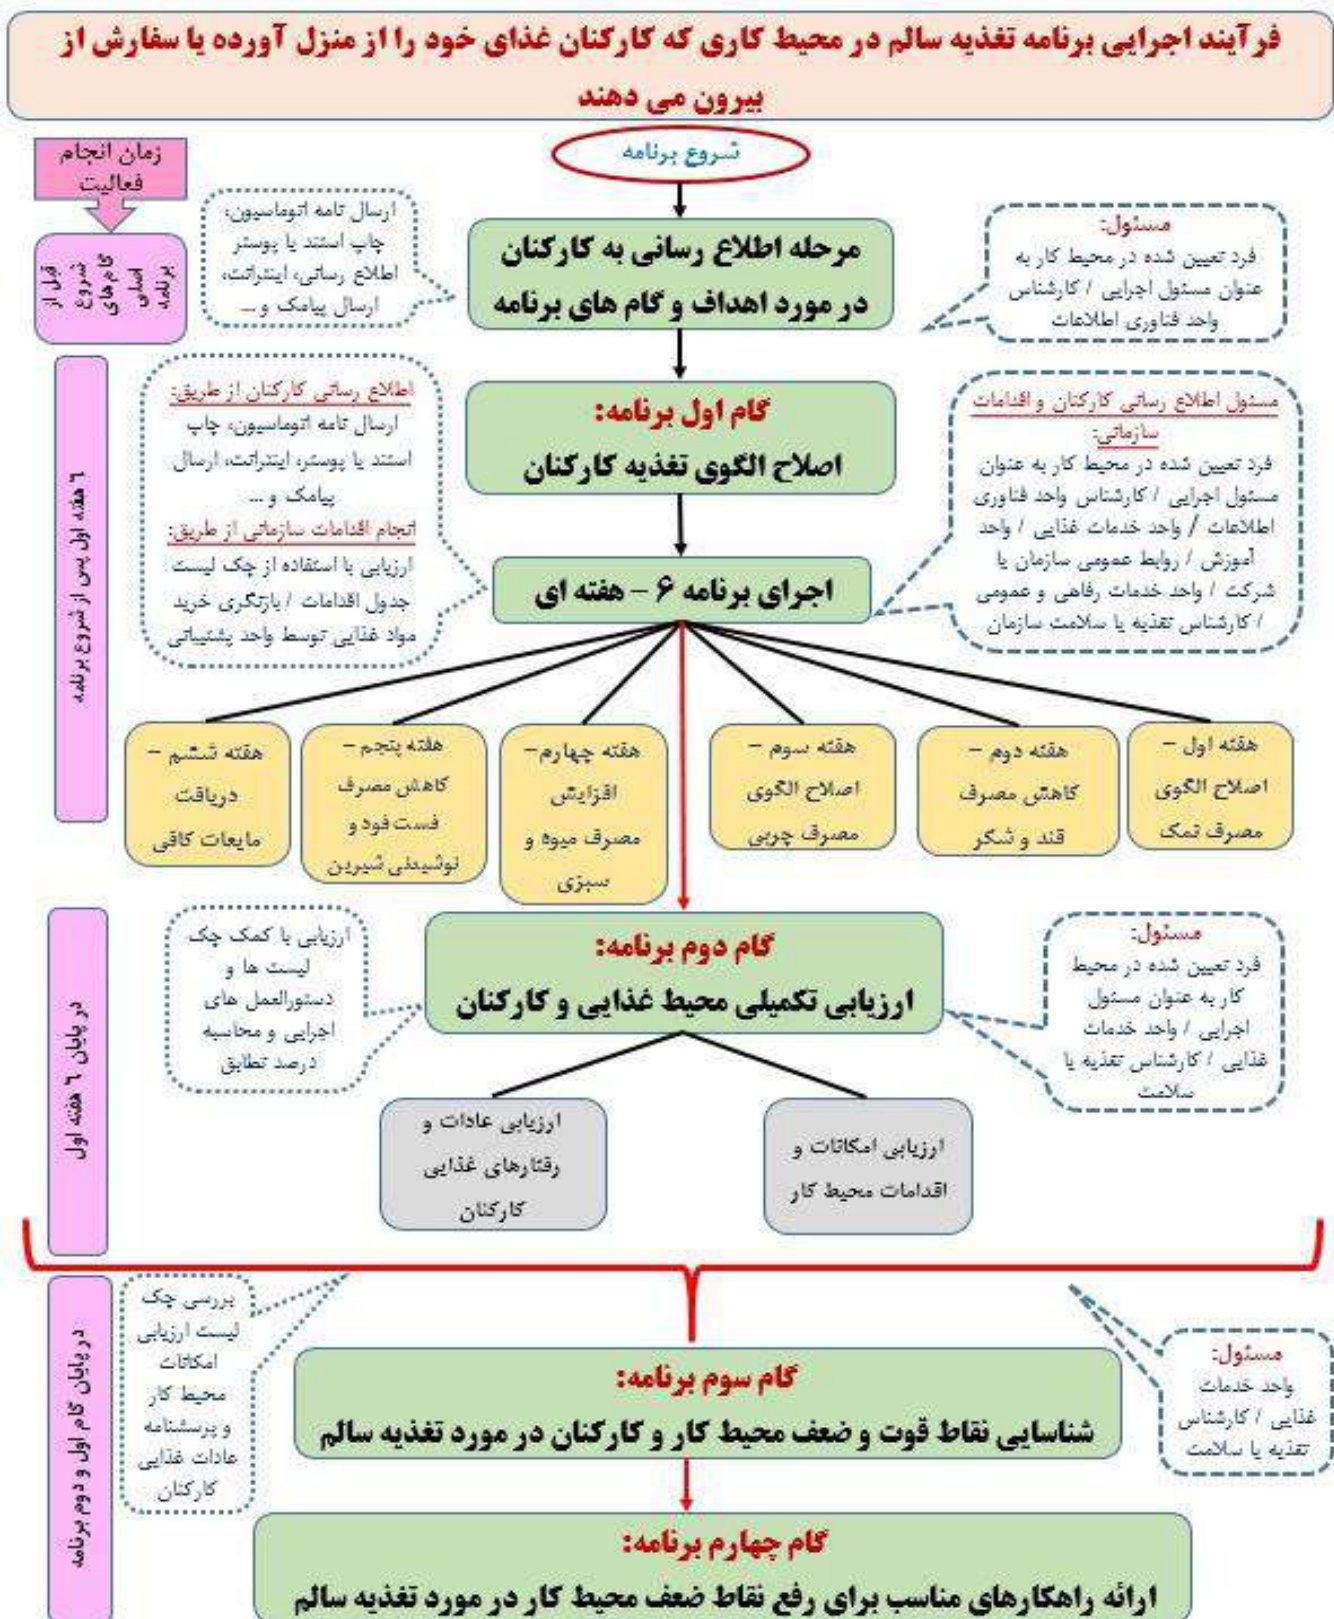 فرآیند اجرایی برنامه تغذیه سالم در محیط کاری که کارکنان غذای خود را از منزل آورده یا سفارش از
بیرون می دهند
شروع برنامه
زمان انجام
فعالیت
مسئول:
فرد تعیین شده در محیط کار به
عنوان مسئول اجرایی / کارشناس
واحد فناوری اطلاعات
مرحله اطلاع رسانی به کارکنان
در مورد اهداف و گام های برنامه
ارسال نامه اتوماسیون،
چاپ استند یا پوستر
اطلاع رسانی، اینترانت،
ارسال پیامک و ...
قبل از
شروع
گام‌های
اصلی
برنامه
مسئول اطلاع رسانی کارکنان و اقدامات
سازمانی:
فرد تعیین شده در محیط کار به عنوان
مسئول اجرایی / کارشناس واحد فناوری
اطلاعات / واحد خدمات غذایی / واحد
آموزش / روابط عمومی سازمان یا
شرکت / واحد خدمات رفاهی و عمومی
/ کارشناس تغذیه یا سلامت سازمان
گام اول برنامه:
اصلاح الگوی تغذیه کارکنان
اجرای برنامه ۶ – هفته ای
اطلاع رسانی کارکنان از طریق:
ارسال نامه اتوماسیون، چاپ
استند یا پوستر، اینترانت، ارسال
پیامک و ...
انجام اقدامات سازمانی از طریق:
ارزیابی با استفاده از چک لیست
جدول اقدامات / بازنگری خرید
مواد غذایی توسط واحد پشتیبانی
۶ هفته اول پس از شروع برنامه
هفته اول –
اصلاح الگوی
مصرف نمک
هفته دوم –
کاهش مصرف
قند و شکر
هفته سوم –
اصلاح الگوی
مصرف چربی
هفته چهارم–
افزایش
مصرف میوه و
سبزی
هفته پنجم –
کاهش مصرف
فست فود و
نوشیدنی شیرین
هفته ششم –
دریافت
مایعات کافی
مسئول:
فرد تعیین شده در محیط
کار به عنوان مسئول
اجرایی / واحد خدمات
غذایی / کارشناس تغذیه یا
سلامت
گام دوم برنامه:
ارزیابی تکمیلی محیط غذایی و کارکنان
ارزیابی با کمک چک
لیست ها و
دستورالعمل های
اجرایی و محاسبه
درصد تطابق
در پایان ۶ هفته اول
ارزیابی امکانات و
اقدامات محیط کار
ارزیابی عادات و
رفتارهای غذایی
کارکنان
مسئول:
واحد خدمات
غذایی / کارشناس
تغذیه یا سلامت
گام سوم برنامه:
شناسایی نقاط قوت و ضعف محیط کار و کارکنان در مورد تغذیه سالم
بررسی چک
لیست ارزیابی
امکانات
محیط کار
و پرسشنامه
عادات غذایی
کارکنان
در پایان گام اول و دوم برنامه
گام چهارم برنامه:
ارائه راهکارهای مناسب برای رفع نقاط ضعف محیط کار در مورد تغذیه سالم